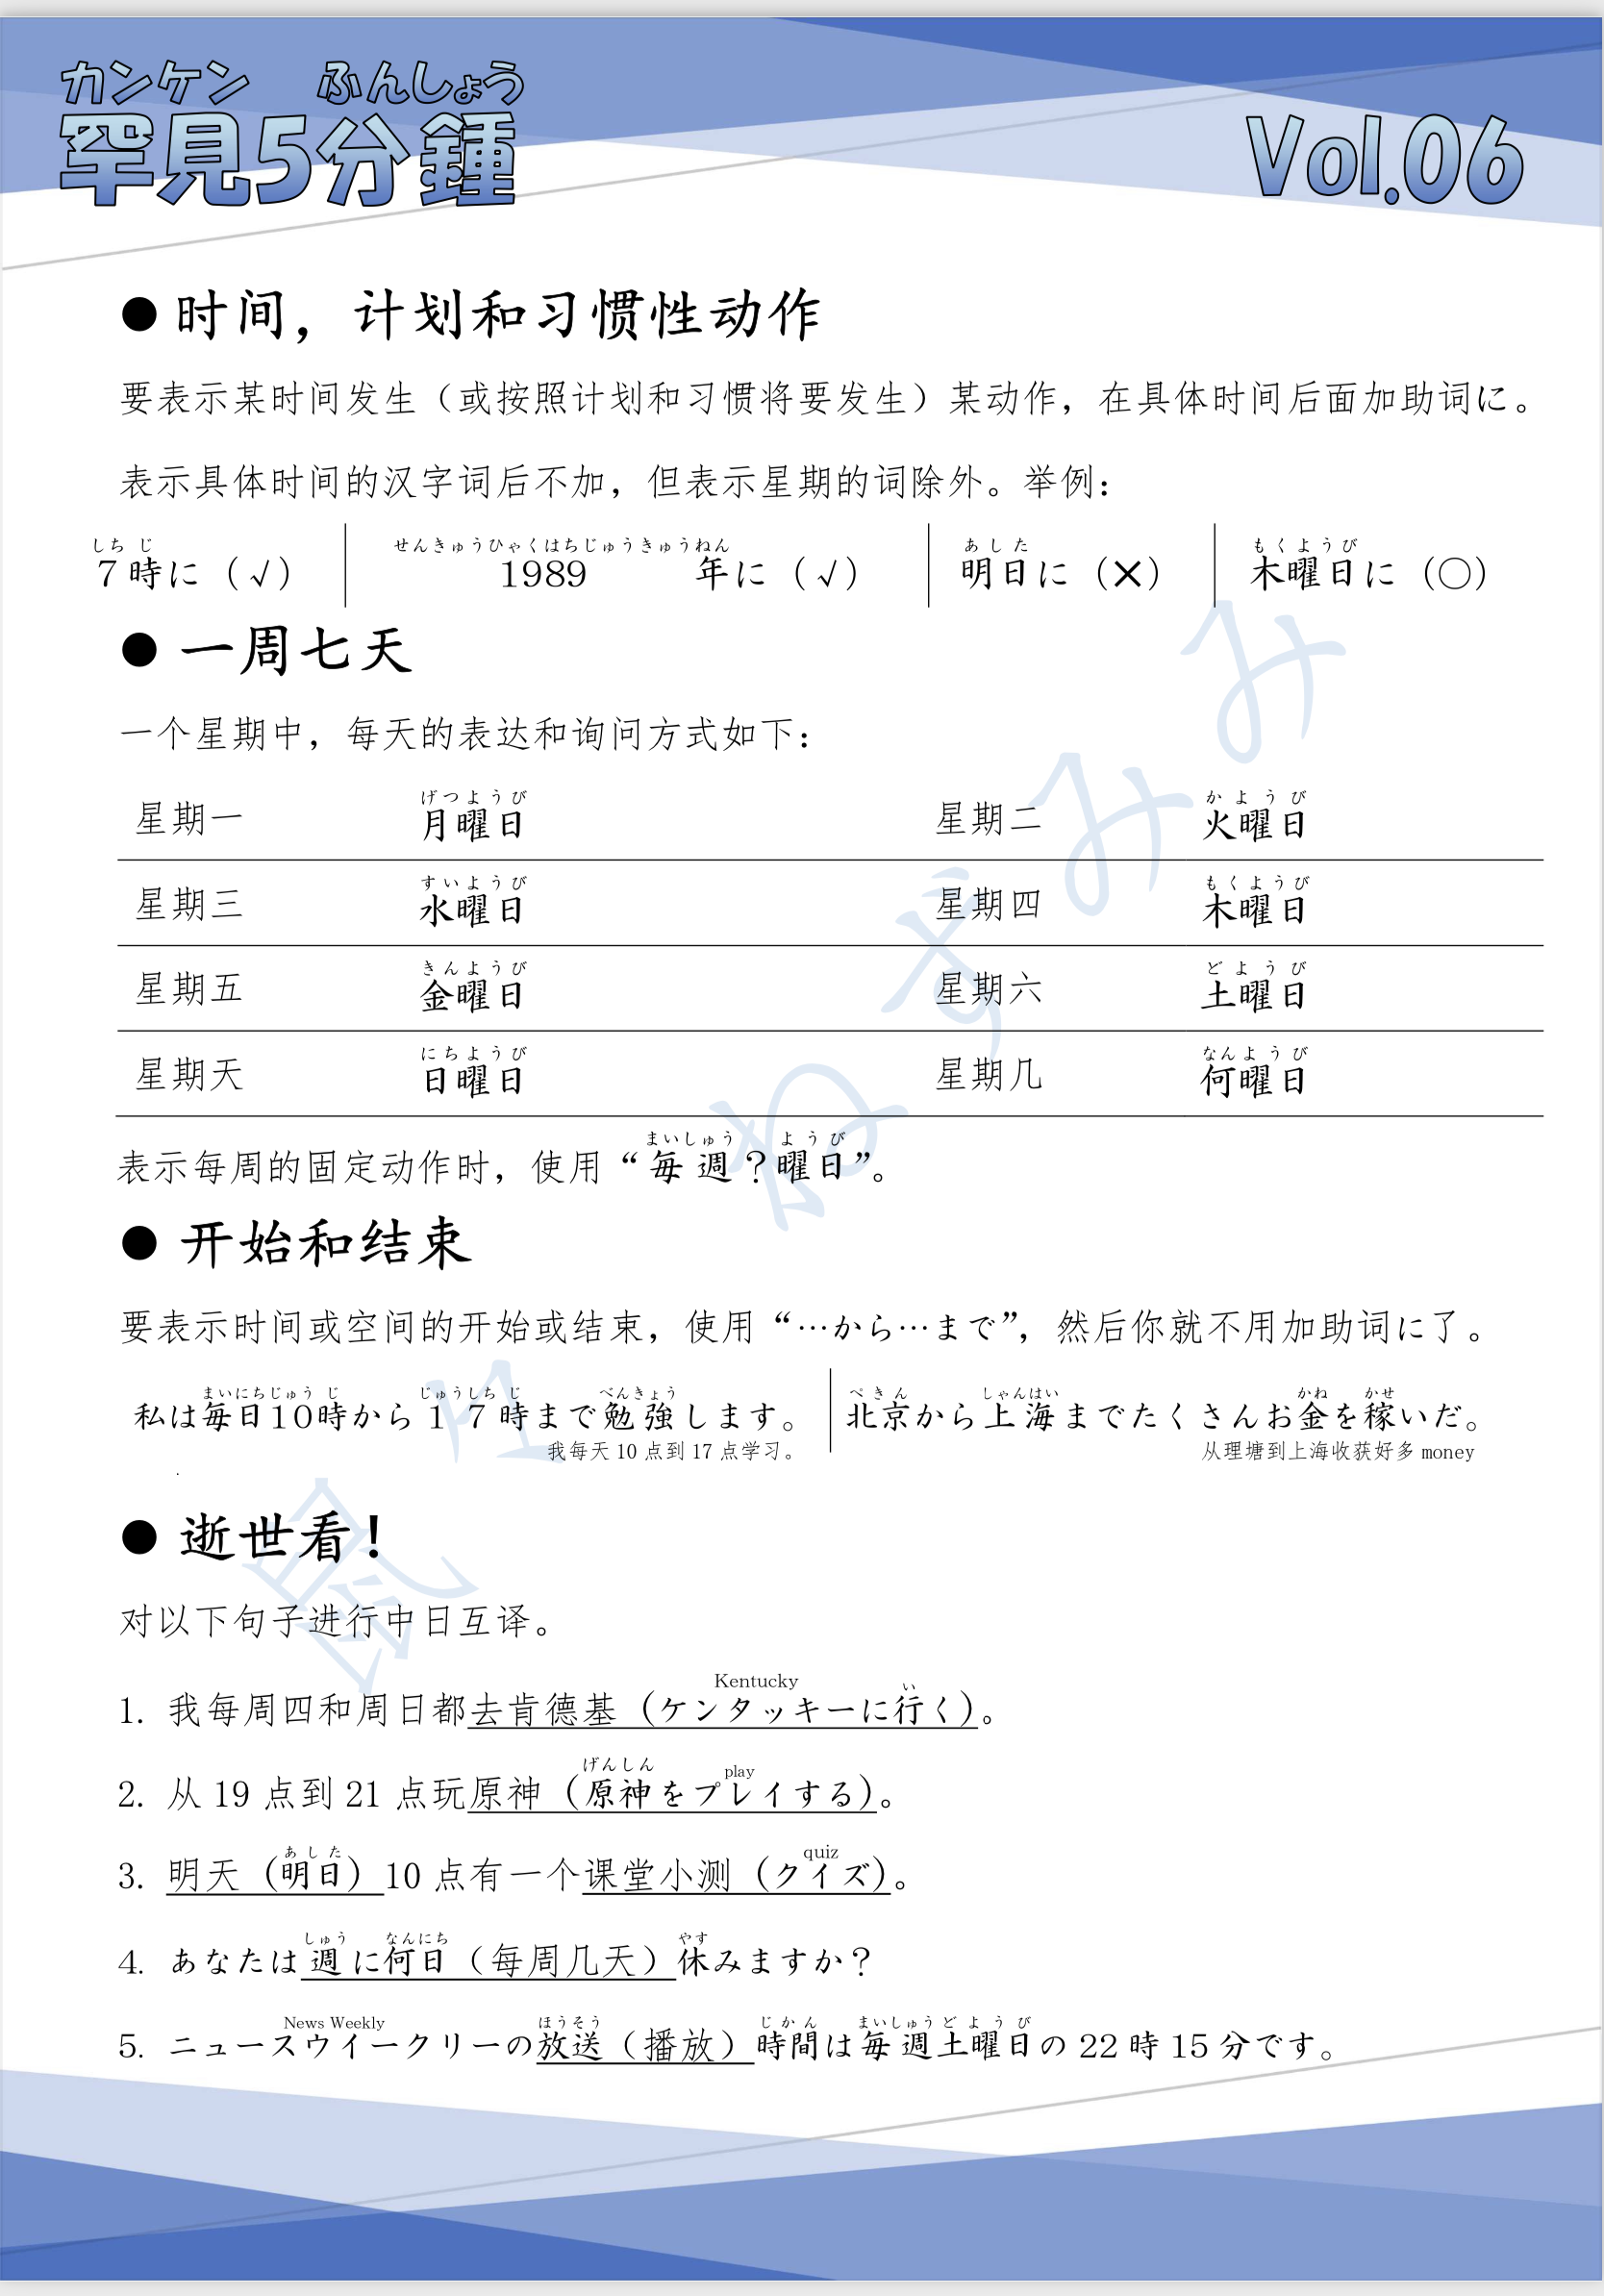 カンケン ふんしょう
罕見5分鍾
Vol.06
● 时间，计划和习惯性动作
要表示某时间发生（或按照计划和习惯将要发生）某动作，在具体时间后面加助词に。
表示具体时间的汉字词后不加，但表示星期的词除外。举例：
しち じ せんきゅうひゃくはちじゅうきゅうねん あした もくようび
7時に（√） 1989 年に（√） 明日に（×） 木曜日に（○）
● 一周七天
一个星期中，每天的表达和询问方式如下：
げつようび かようび
星期一 月曜日 星期二 火曜日
すいようび もくようび
星期三 水曜日 星期四 木曜日
きんようび どようび
星期五 金曜日 星期六 土曜日
にちようび なんようび
星期天 日曜日 星期几 何曜日
まいしゅう ようび
表示每周的固定动作时，使用“毎週？曜日”。
● 开始和结束
要表示时间或空间的开始或结束，使用“…から…まで”，然后你就不用加助词に了。
まいにちじゅう じ じゅうしち じ べんきょう ぺきん しゃんはい かね かせ
私は毎日10時から17時まで勉強します。 北京から上海までたくさんお金を稼いだ。
我每天 10 点到 17 点学习。 从理塘到上海收获好多 money
● 逝世看！
对以下句子进行中日互译。
Kentucky い
1. 我每周四和周日都去肯德基（ケンタッキーに行く）。
げんしん play
2. 从 19 点到 21 点玩原神（原神をプレイする）。
あした quiz
3. 明天（明日）10 点有一个课堂小测（クイズ）。
しゅう なんにち やす
4. あなたは週に何日（每周几天）休みますか？
News Weekly ほうそう じかん まいしゅうどようび
5. ニュースウイークリーの放送（播放）時間は毎週土曜日の 22 時 15 分です。
ねずみみ